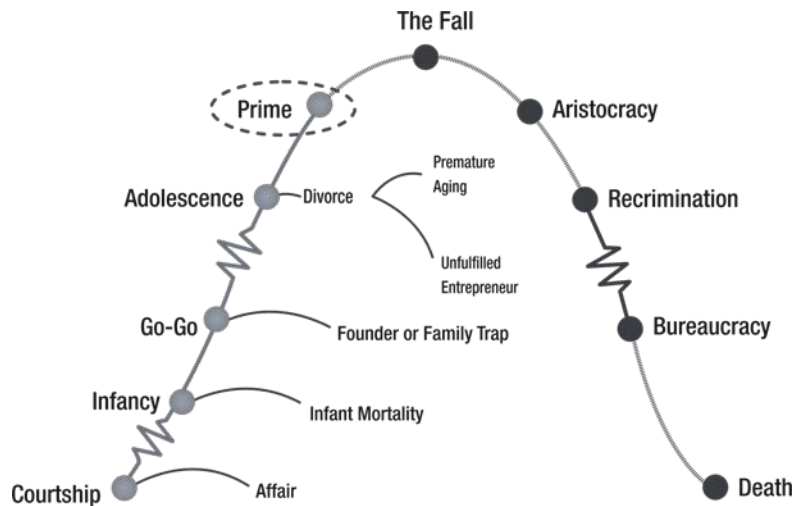 The Fall
Prime
Aristocracy
Premature
Aging
Adolescence
Divorce
Recrimination
Unfulfilled
Entrepreneur
Go-Go
Founder or Family Trap
Bureaucracy
Infancy
Infant Mortality
Courtship
Affair
Death